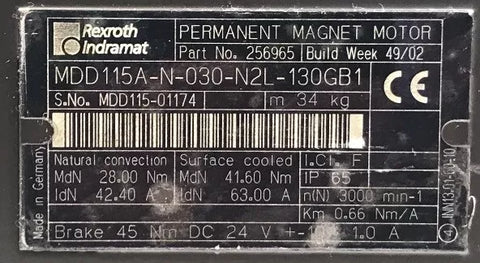 Rexroth
Indramat
PERMANENT MAGNET MOTOR
Part No. 256965 Build Week 49/02
MDD115A-N-030-N2L-130GB1
S.No. MDD115-01174 m 34 kg
CE
Natural convection Surface cooled I.Cl. F
MdN 28.00 Nm MdN 41.60 Nm IP 65
IdN 42.40 A IdN 63.00 A n(N) 3000 min-1
Km 0.66 Nm/A
Brake 45 Nm DC 24 V +-10% 1.0 A
Made in Germany